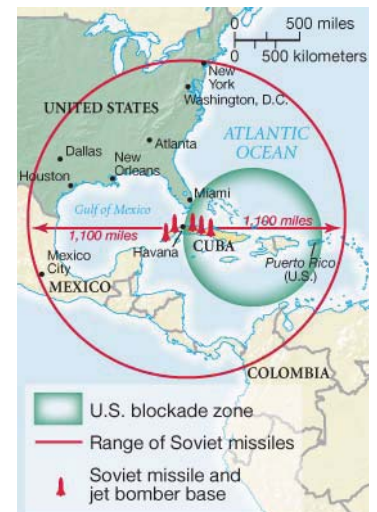 0 500 miles
0 500 kilometers
New
York
Washington, D.C.
UNITED STATES
Atlanta
ATLANTIC
OCEAN
Dallas
New
Orleans
Houston
Miami
Gulf of Mexico
1,100 miles
1,100 miles
Havana
CUBA
Mexico
City
MEXICO
Puerto Rico
(U.S.)
COLOMBIA
U.S. blockade zone
Range of Soviet missiles
Soviet missile and
jet bomber base